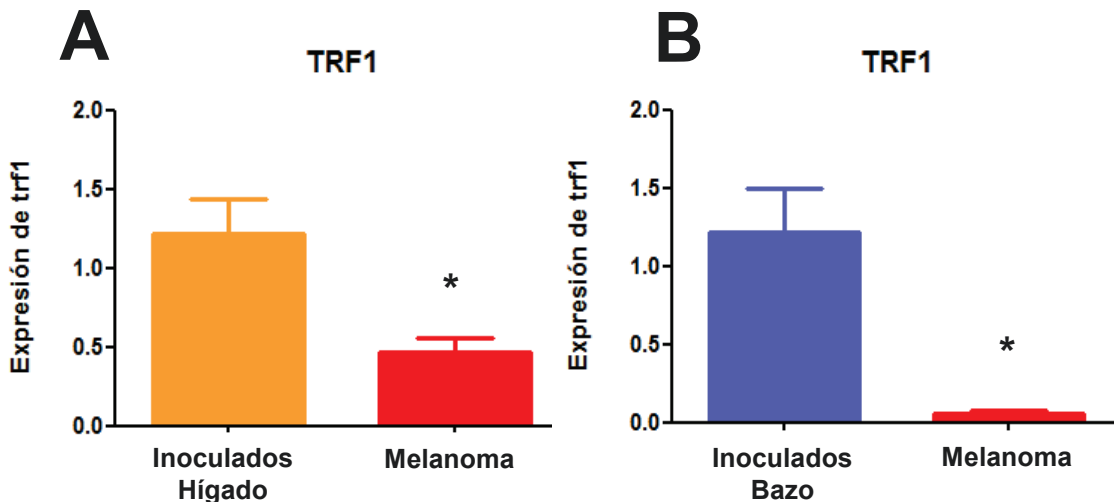 A
TRF1
Expresión de trf1
2.0
1.5
1.0
0.5
0.0
*
Inoculados
Hígado
Melanoma
B
TRF1
Expresión de trf1
2.0
1.5
1.0
0.5
0.0
*
Inoculados
Bazo
Melanoma